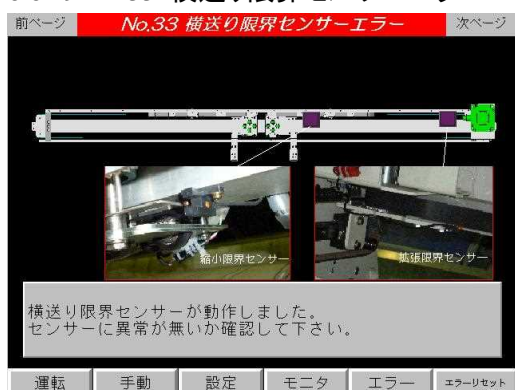 前ページ
No.33 横送り限界センサーエラー
次ページ
縮小限界センサー
拡張限界センサー
横送り限界センサーが動作しました。
センサーに異常が無いか確認して下さい。
運転
手動
設定
モニタ
エラー
エラーリセット